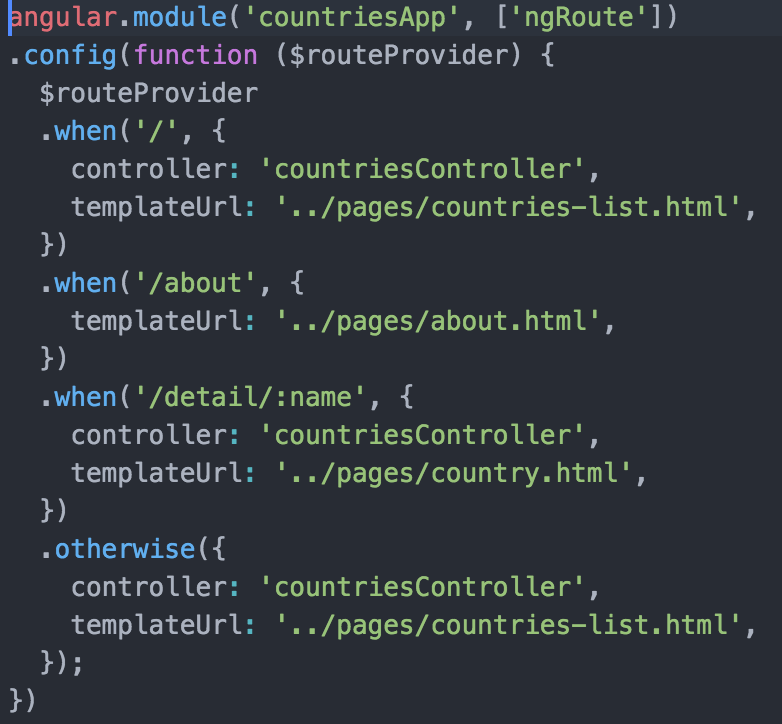 angular.module('countriesApp', ['ngRoute'])
.config(function ($routeProvider) {
  $routeProvider
  .when('/', {
    controller: 'countriesController',
    templateUrl: '../pages/countries-list.html',
  })
  .when('/about', {
    templateUrl: '../pages/about.html',
  })
  .when('/detail/:name', {
    controller: 'countriesController',
    templateUrl: '../pages/country.html',
  })
  .otherwise({
    controller: 'countriesController',
    templateUrl: '../pages/countries-list.html',
  });
})